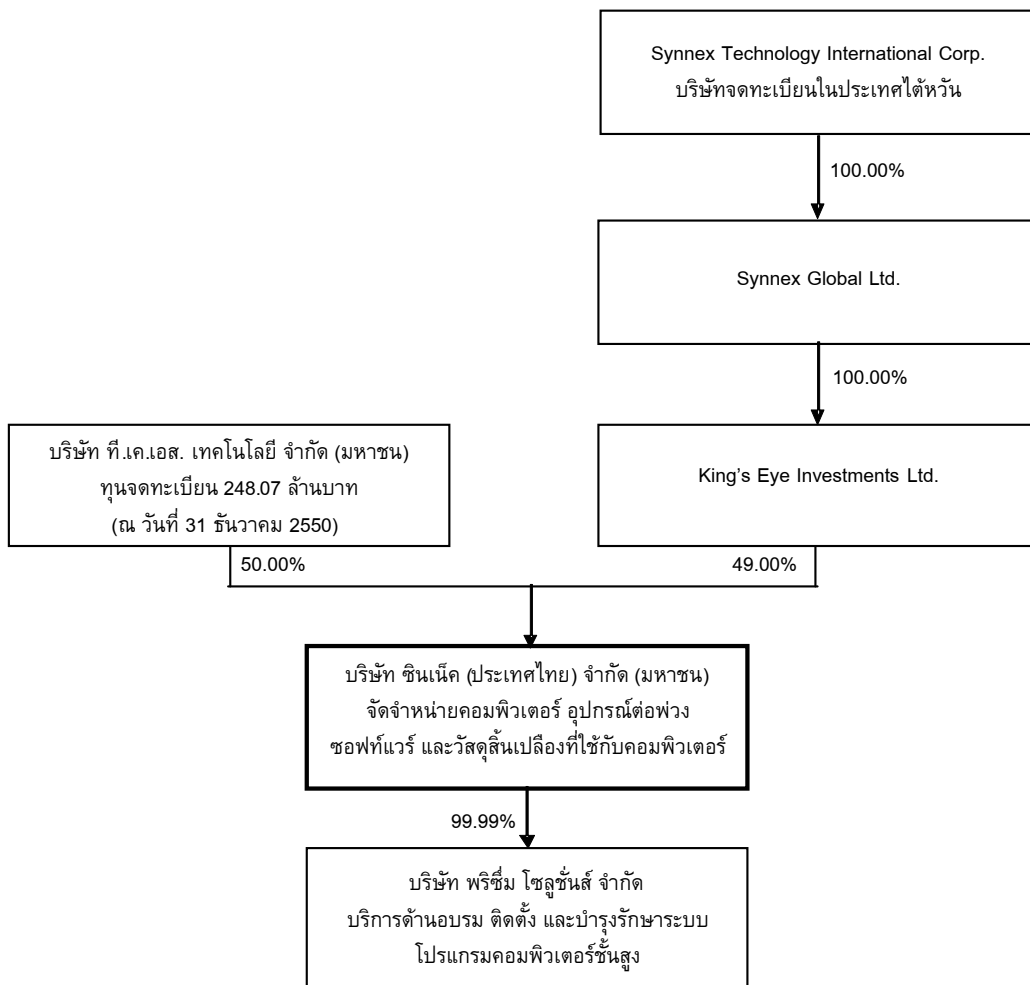 Synnex Technology International Corp.
บริษัทจดทะเบียนในประเทศไต้หวัน
100.00%
Synnex Global Ltd.
100.00%
บริษัท ที.เค.เอส. เทคโนโลยี จำกัด (มหาชน)
ทุนจดทะเบียน 248.07 ล้านบาท
(ณ วันที่ 31 ธันวาคม 2550)
King's Eye Investments Ltd.
50.00%
49.00%
บริษัท ซินเน็ค (ประเทศไทย) จำกัด (มหาชน)
จัดจำหน่ายคอมพิวเตอร์ อุปกรณ์ต่อพ่วง
ซอฟท์แวร์ และวัสดุสิ้นเปลืองที่ใช้กับคอมพิวเตอร์
99.99%
บริษัท พริซึ่ม โซลูชั่นส์ จำกัด
บริการด้านอบรม ติดตั้ง และบำรุงรักษาระบบ
โปรแกรมคอมพิวเตอร์ชั้นสูง